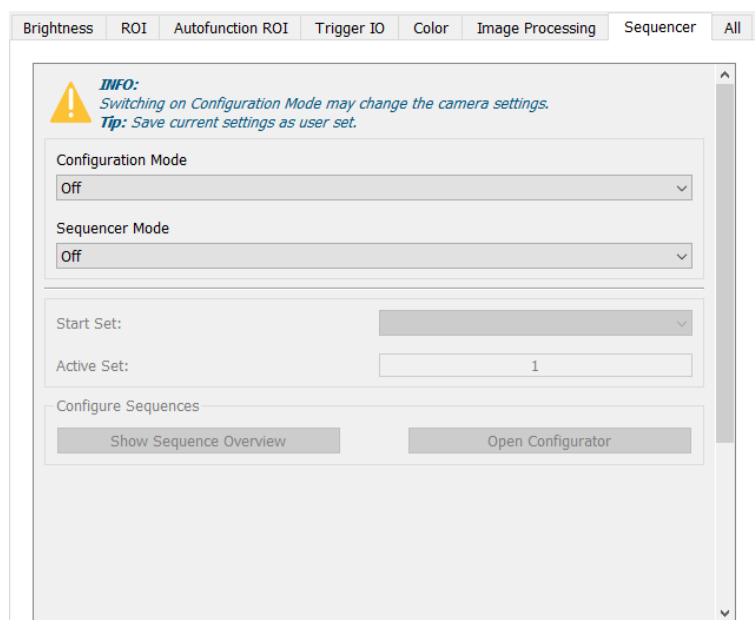 Brightness ROI Autofunction ROI Trigger IO Color Image Processing Sequencer All
INFO:
Switching on Configuration Mode may change the camera settings.
Tip: Save current settings as user set.
Configuration Mode
Off
Sequencer Mode
Off
Start Set:
Active Set: 1
Configure Sequences
Show Sequence Overview Open Configurator